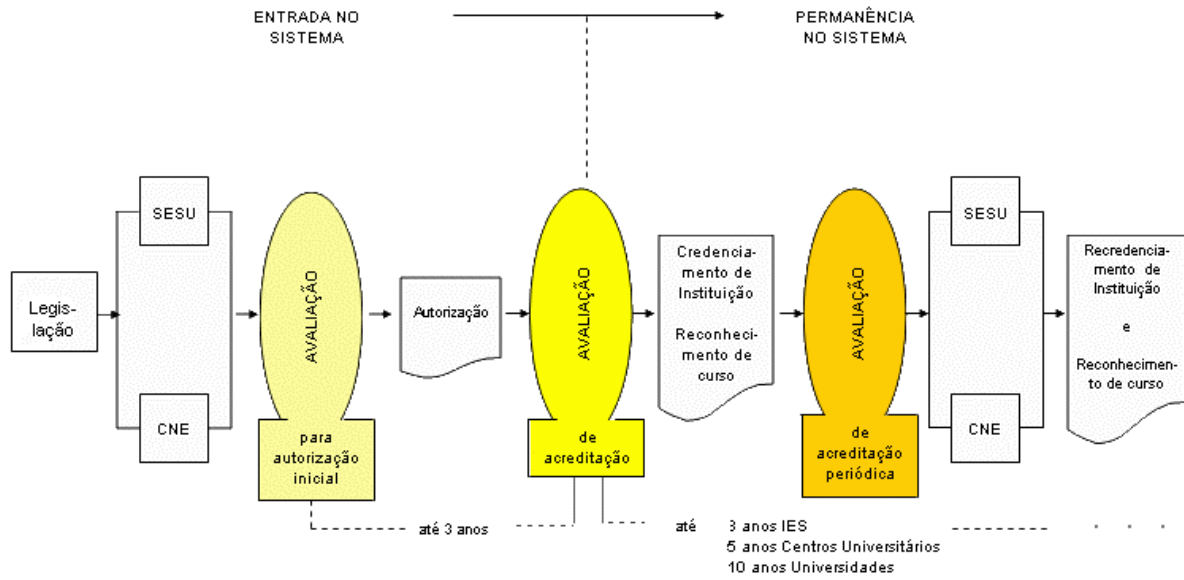 ENTRADA NO
SISTEMA
PERMANÊNCIA
NO SISTEMA
Legis-
lação
SESU
CNE
AVALIAÇÃO
para
autorização
inicial
Autorização
AVALIAÇÃO
de
acreditação
Credencia-
mento de
Instituição
Reconheci-
mento de
curso
AVALIAÇÃO
de
acreditação
periódica
SESU
CNE
Recredencia-
mento de
Instituição
e
Reconhecimen-
to de curso
até 3 anos
até 3 anos IES
5 anos Centros Universitários
10 anos Universidades